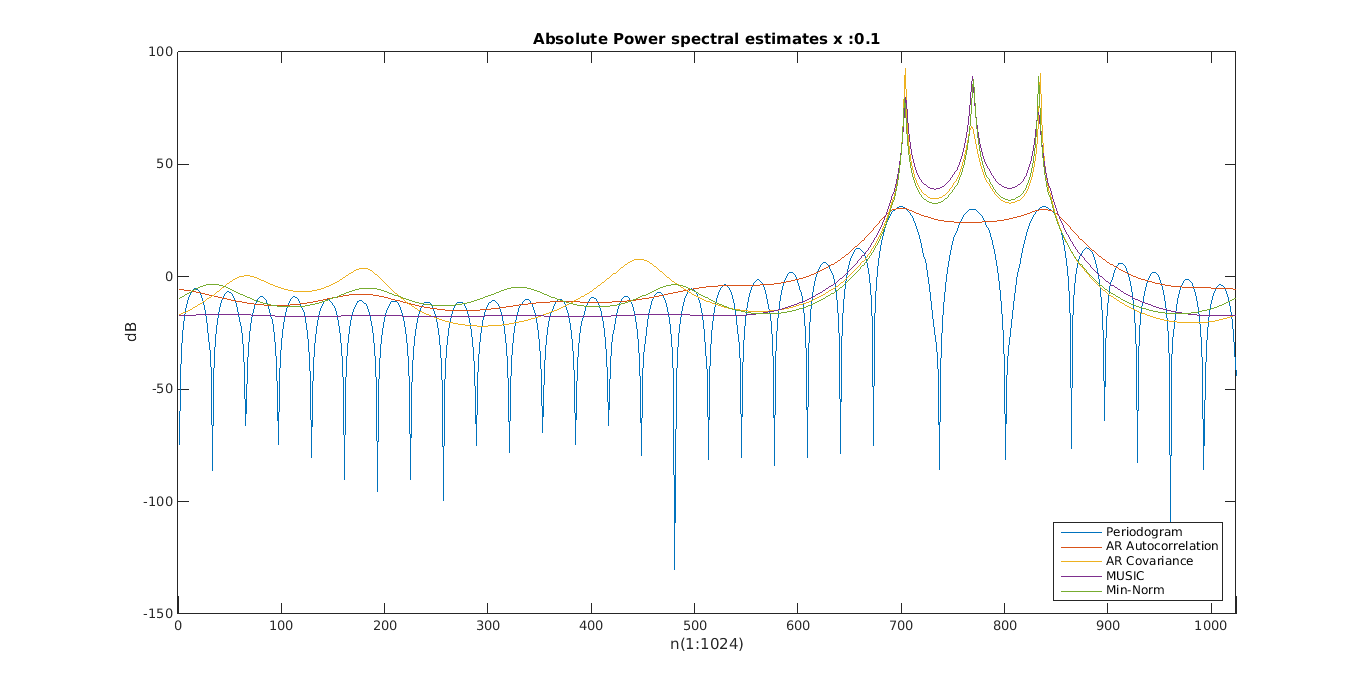 Absolute Power spectral estimates x :0.1
100
50
0
-50
-100
-150
dB
0 100 200 300 400 500 600 700 800 900 1000
n(1:1024)
Periodogram
AR Autocorrelation
AR Covariance
MUSIC
Min-Norm